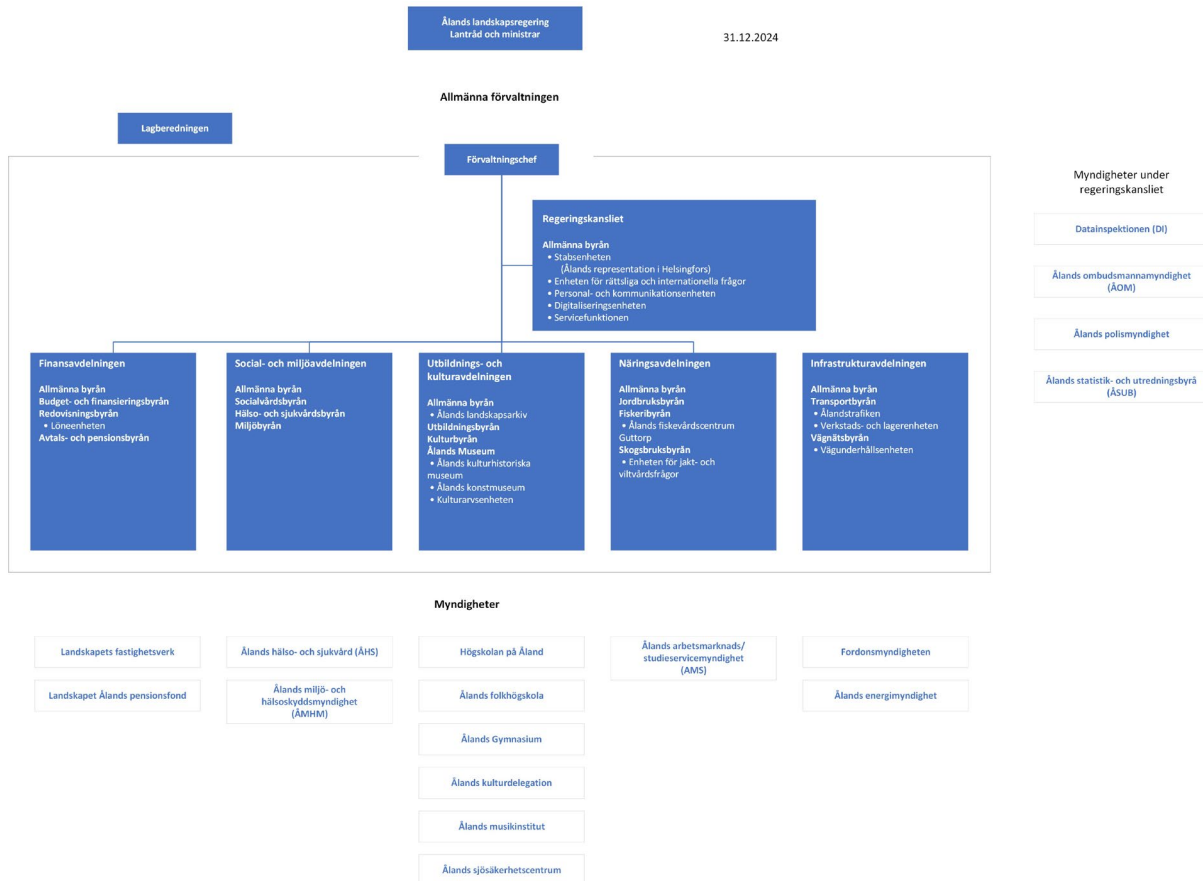 Ålands landskapsregering
Lantråd och ministrar
31.12.2024
Allmänna förvaltningen
Lagberedningen
Förvaltningschef
Regeringskansliet
Allmänna byrån
• Stabsenheten
(Ålands representation i Helsingfors)
• Enheten för rättsliga och internationella frågor
• Personal- och kommunikationsenheten
• Digitaliseringsenheten
• Servicefunktionen
Myndigheter under
regeringskansliet
Datainspektionen (DI)
Ålands ombudsmannamyndighet
(ÅOM)
Ålands polismyndighet
Ålands statistik- och utredningsbyrå
(ÅSUB)
Finansavdelningen
Allmänna byrån
Budget- och finansieringsbyrån
Redovisningsbyrån
• Löneenheten
Avtals- och pensionsbyrån
Social- och miljöavdelningen
Allmänna byrån
Socialvårdsbyrån
Hälso- och sjukvårdsbyrån
Miljöbyrån
Utbildnings- och
kulturavdelningen
Allmänna byrån
• Ålands landskapsarkiv
Utbildningsbyrån
Kulturbyrån
Ålands Museum
• Ålands kulturhistoriska
museum
• Ålands konstmuseum
• Kulturarvsenheten
Näringsavdelningen
Allmänna byrån
Jordbruksbyrån
Fiskeribyrån
• Ålands fiskevårdscentrum
Guttorp
Skogsbruksbyrån
• Enheten för jakt- och
viltvårdsfrågor
Infrastrukturavdelningen
Allmänna byrån
Transportbyrån
• Ålandstrafiken
• Verkstads- och lagerenheten
Vägnätsbyrån
• Vägunderhållsenheten
Myndigheter
Landskapets fastighetsverk
Landskapet Ålands pensionsfond
Ålands hälso- och sjukvård (ÅHS)
Ålands miljö- och
hälsoskyddsmyndighet
(ÅMHM)
Högskolan på Åland
Ålands folkhögskola
Ålands Gymnasium
Ålands kulturdelegation
Ålands musikinstitut
Ålands sjösäkerhetscentrum
Ålands arbetsmarknads/
studieservicemyndighet
(AMS)
Fordonsmyndigheten
Ålands energimyndighet